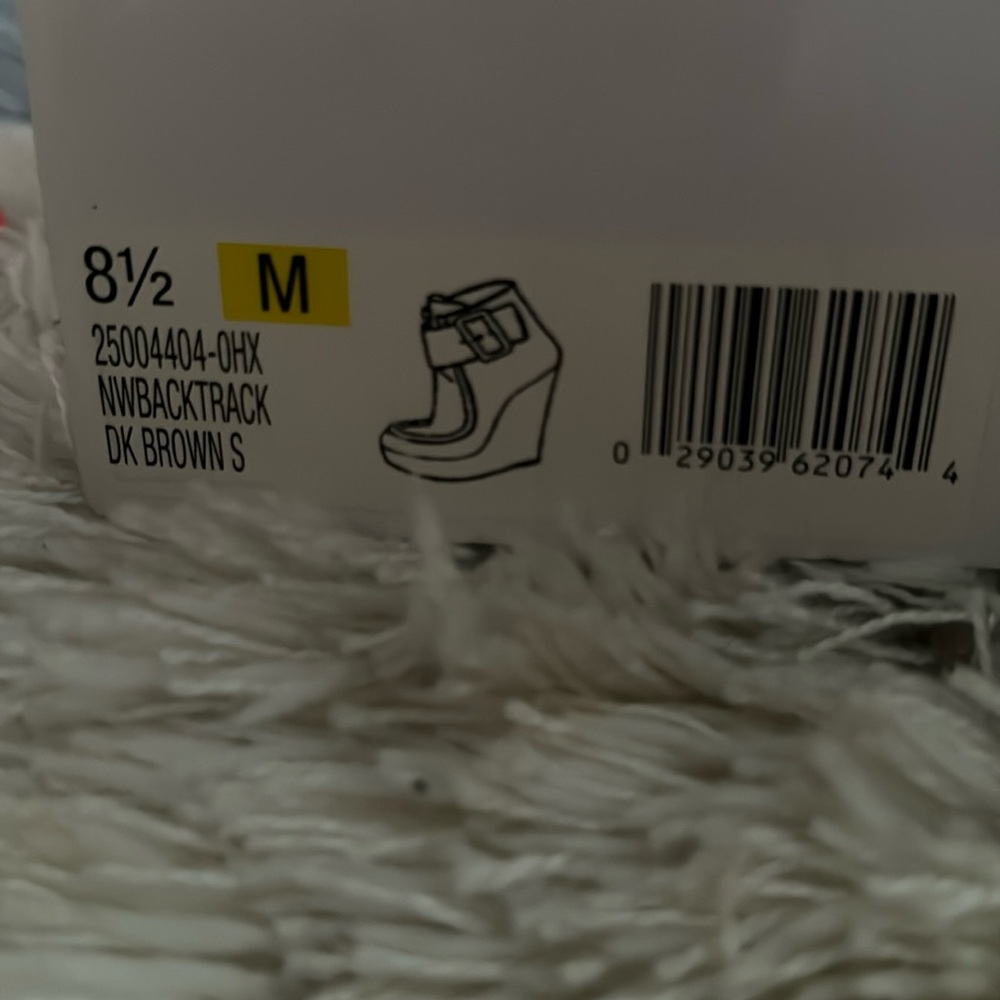 8½ M
25004404-0HX
NWBACKTRACK
DK BROWN S
0 29039 62074 4